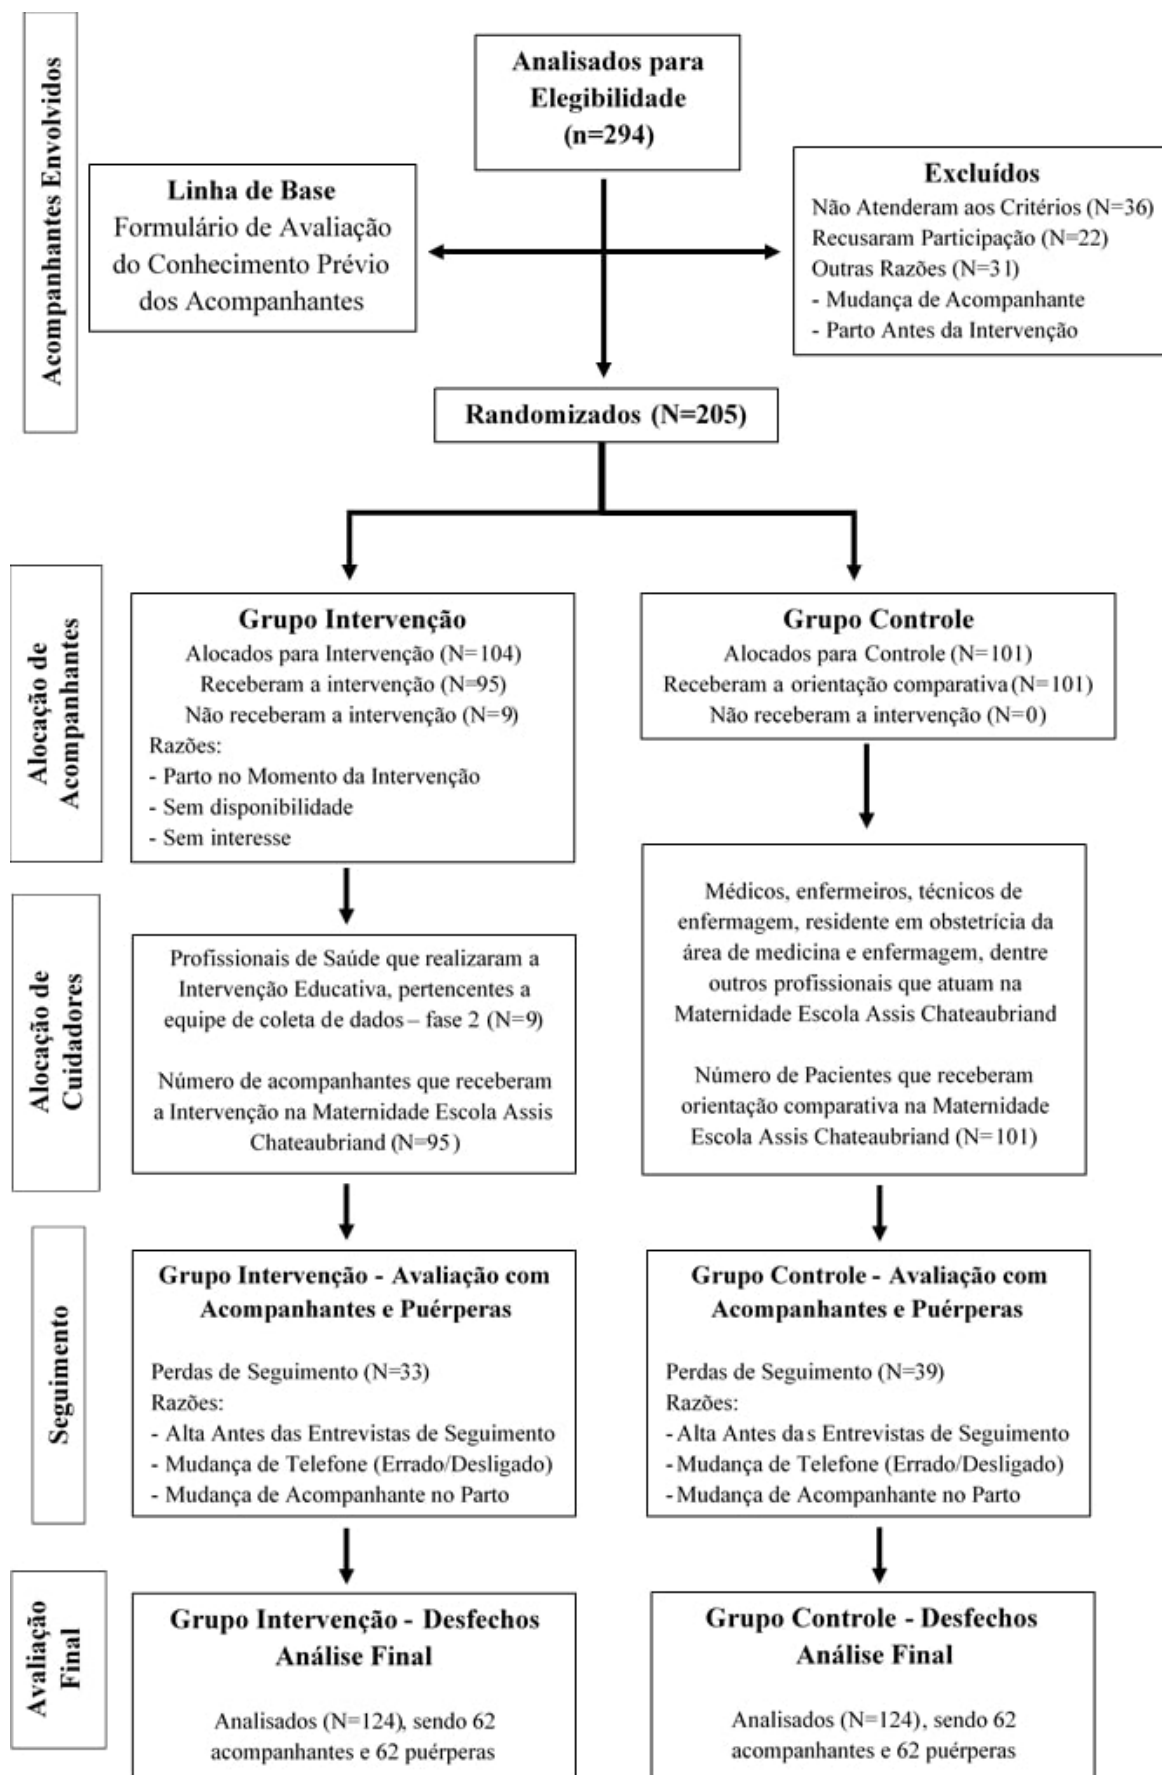 Acompanhantes Envolvidos
Analisados para
Elegibilidade
(n=294)
Linha de Base
Formulário de Avaliação
do Conhecimento Prévio
dos Acompanhantes
Excluídos
Não Atenderam aos Critérios (N=36)
Recusaram Participação (N=22)
Outras Razões (N=31)
- Mudança de Acompanhante
- Parto Antes da Intervenção
Randomizados (N=205)
Alocação de
Acompanhantes
Grupo Intervenção
Alocados para Intervenção (N=104)
Receberam a intervenção (N=95)
Não receberam a intervenção (N=9)
Razões:
- Parto no Momento da Intervenção
- Sem disponibilidade
- Sem interesse
Grupo Controle
Alocados para Controle (N=101)
Receberam a orientação comparativa (N=101)
Não receberam a intervenção (N=0)
Alocação de
Cuidadores
Profissionais de Saúde que realizaram a
Intervenção Educativa, pertencentes a
equipe de coleta de dados – fase 2 (N=9)
Número de acompanhantes que receberam
a Intervenção na Maternidade Escola Assis
Chateaubriand (N=95)
Médicos, enfermeiros, técnicos de
enfermagem, residente em obstetrícia da
área de medicina e enfermagem, dentre
outros profissionais que atuam na
Maternidade Escola Assis Chateaubriand
Número de Pacientes que receberam
orientação comparativa na Maternidade
Escola Assis Chateaubriand (N=101)
Seguimento
Grupo Intervenção - Avaliação com
Acompanhantes e Puérperas
Perdas de Seguimento (N=33)
Razões:
- Alta Antes das Entrevistas de Seguimento
- Mudança de Telefone (Errado/Desligado)
- Mudança de Acompanhante no Parto
Grupo Controle - Avaliação com
Acompanhantes e Puérperas
Perdas de Seguimento (N=39)
Razões:
- Alta Antes das Entrevistas de Seguimento
- Mudança de Telefone (Errado/Desligado)
- Mudança de Acompanhante no Parto
Avaliação
Final
Grupo Intervenção - Desfechos
Análise Final
Analisados (N=124), sendo 62
acompanhantes e 62 puérperas
Grupo Controle - Desfechos
Análise Final
Analisados (N=124), sendo 62
acompanhantes e 62 puérperas